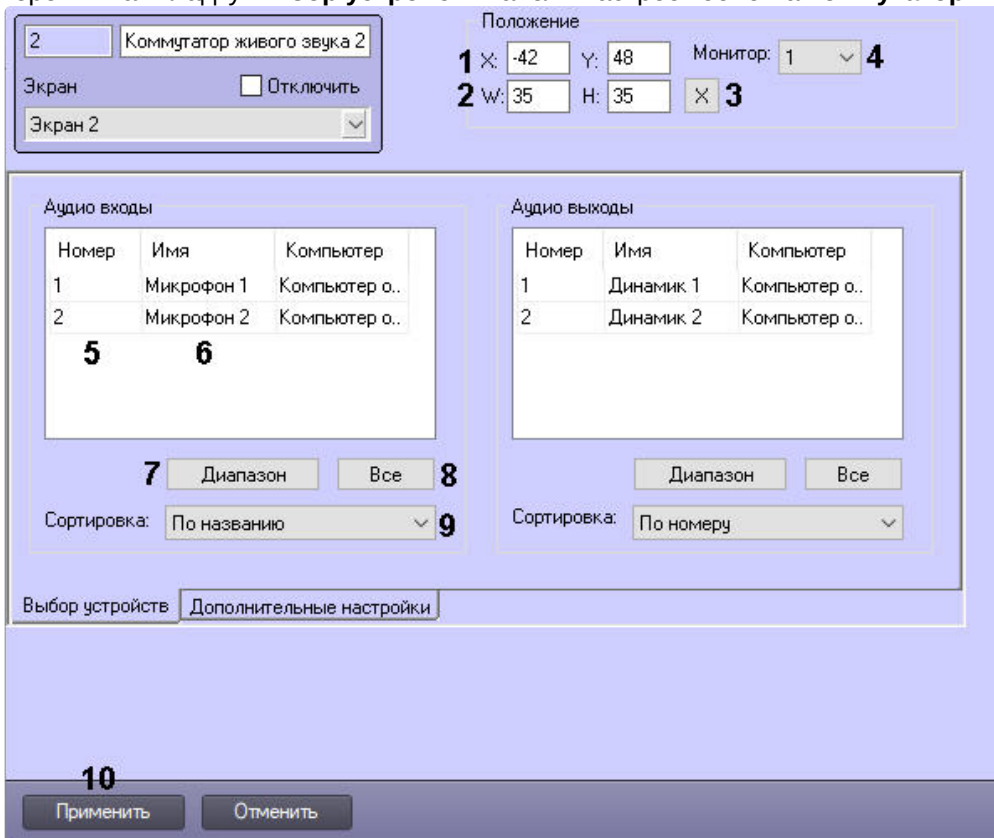 2 Коммутатор живого звука 2
Экран Отключить
Экран 2
Положение
1 X: -42 Y: 48 Монитор: 1 4
2 W: 35 H: 35 X 3
Аудио входы
Номер Имя Компьютер
1 Микрофон 1 Компьютер о..
2 Микрофон 2 Компьютер о..
5 6
7 Диапазон Все 8
Сортировка: По названию 9
Аудио выходы
Номер Имя Компьютер
1 Динамик 1 Компьютер о..
2 Динамик 2 Компьютер о..
Диапазон Все
Сортировка: По номеру
Выбор устройств Дополнительные настройки
10
Применить Отменить